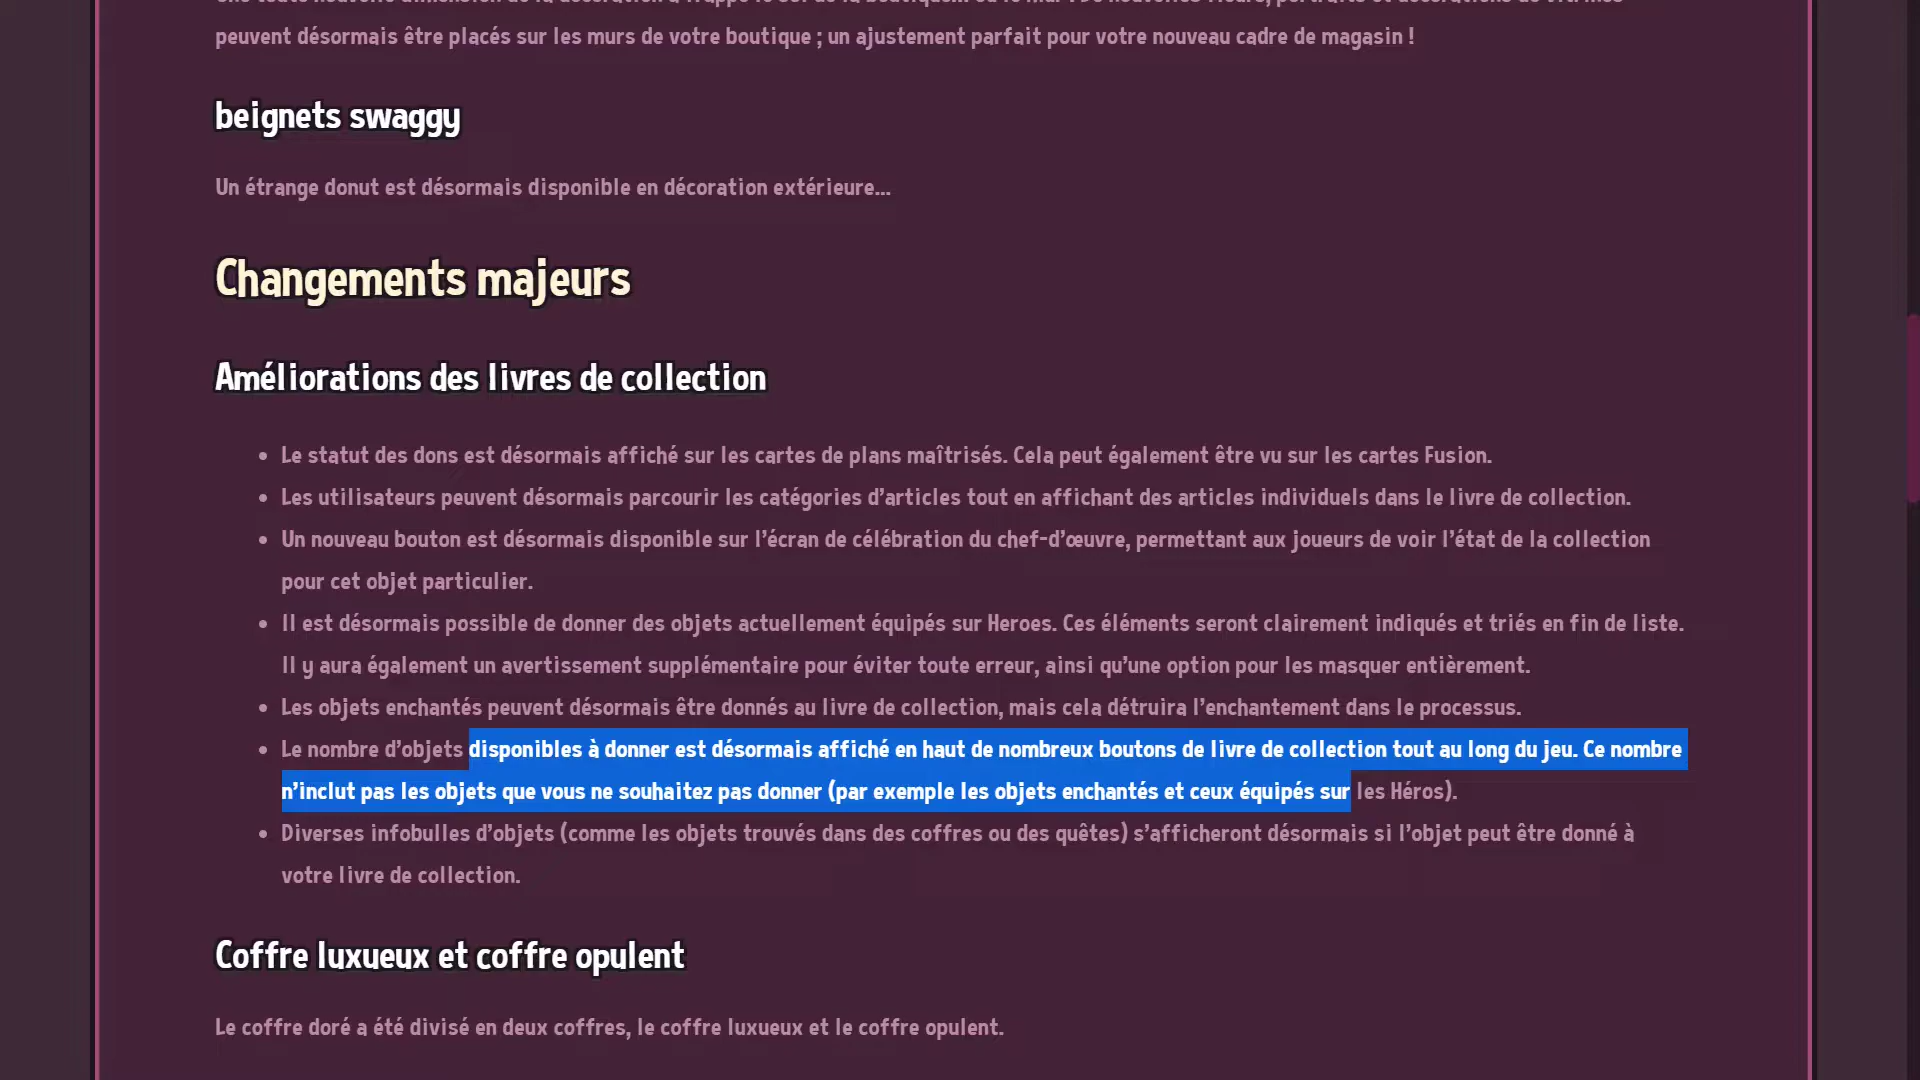 peuvent désormais être placés sur les murs de votre boutique ; un ajustement parfait pour votre nouveau cadre de magasin !
beignets swaggy
Un étrange donut est désormais disponible en décoration extérieure...
Changements majeurs
Améliorations des livres de collection
• Le statut des dons est désormais affiché sur les cartes de plans maîtrisés. Cela peut également être vu sur les cartes Fusion.
• Les utilisateurs peuvent désormais parcourir les catégories d'articles tout en affichant des articles individuels dans le livre de collection.
• Un nouveau bouton est désormais disponible sur l'écran de célébration du chef-d'œuvre, permettant aux joueurs de voir l'état de la collection
pour cet objet particulier.
• Il est désormais possible de donner des objets actuellement équipés sur Heroes. Ces éléments seront clairement indiqués et triés en fin de liste.
Il y aura également un avertissement supplémentaire pour éviter toute erreur, ainsi qu'une option pour les masquer entièrement.
• Les objets enchantés peuvent désormais être donnés au livre de collection, mais cela détruira l'enchantement dans le processus.
• Le nombre d'objets disponibles à donner est désormais affiché en haut de nombreux boutons de livre de collection tout au long du jeu. Ce nombre
n'inclut pas les objets que vous ne souhaitez pas donner (par exemple les objets enchantés et ceux équipés sur les Héros).
• Diverses infobulles d'objets (comme les objets trouvés dans des coffres ou des quêtes) s'afficheront désormais si l'objet peut être donné à
votre livre de collection.
Coffre luxueux et coffre opulent
Le coffre doré a été divisé en deux coffres, le coffre luxueux et le coffre opulent.